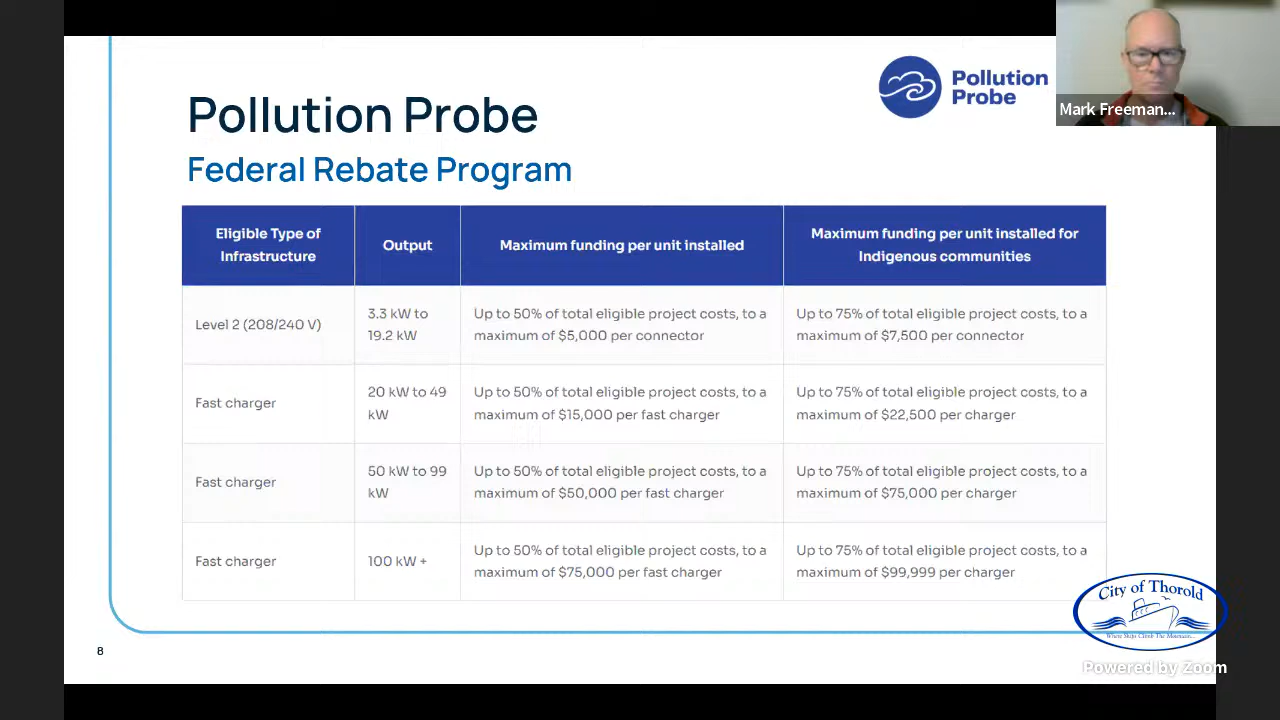 Pollution
Probe
Mark Freeman...
Pollution Probe
Federal Rebate Program
Eligible Type of
Infrastructure
Output
Maximum funding per unit installed
Maximum funding per unit installed for
Indigenous communities
Level 2 (208/240 V)
3.3 kW to
19.2 kW
Up to 50% of total eligible project costs, to a
maximum of $5,000 per connector
Up to 75% of total eligible project costs, to a
maximum of $7,500 per connector
Fast charger
20 kW to 49
kW
Up to 50% of total eligible project costs, to a
maximum of $15,000 per fast charger
Up to 75% of total eligible project costs, to a
maximum of $22,500 per charger
Fast charger
50 kW to 99
kW
Up to 50% of total eligible project costs, to a
maximum of $50,000 per fast charger
Up to 75% of total eligible project costs, to a
maximum of $75,000 per charger
Fast charger
100 kW +
Up to 50% of total eligible project costs, to a
maximum of $75,000 per fast charger
Up to 75% of total eligible project costs, to a
maximum of $99,999 per charger
City of Thorold
Where Ships Climb The Mountain...
8
Powered by Zoom